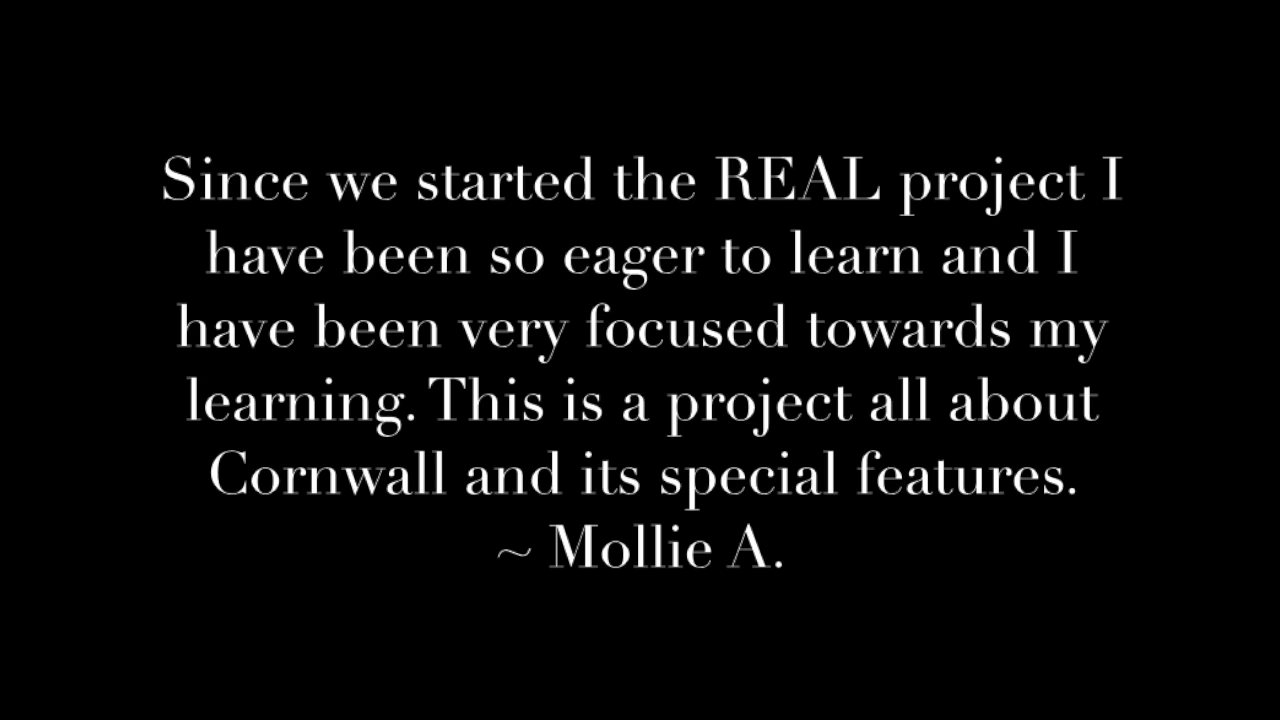 Since we started the REAL project I
have been so eager to learn and I
have been very focused towards my
learning. This is a project all about
Cornwall and its special features.
~ Mollie A.